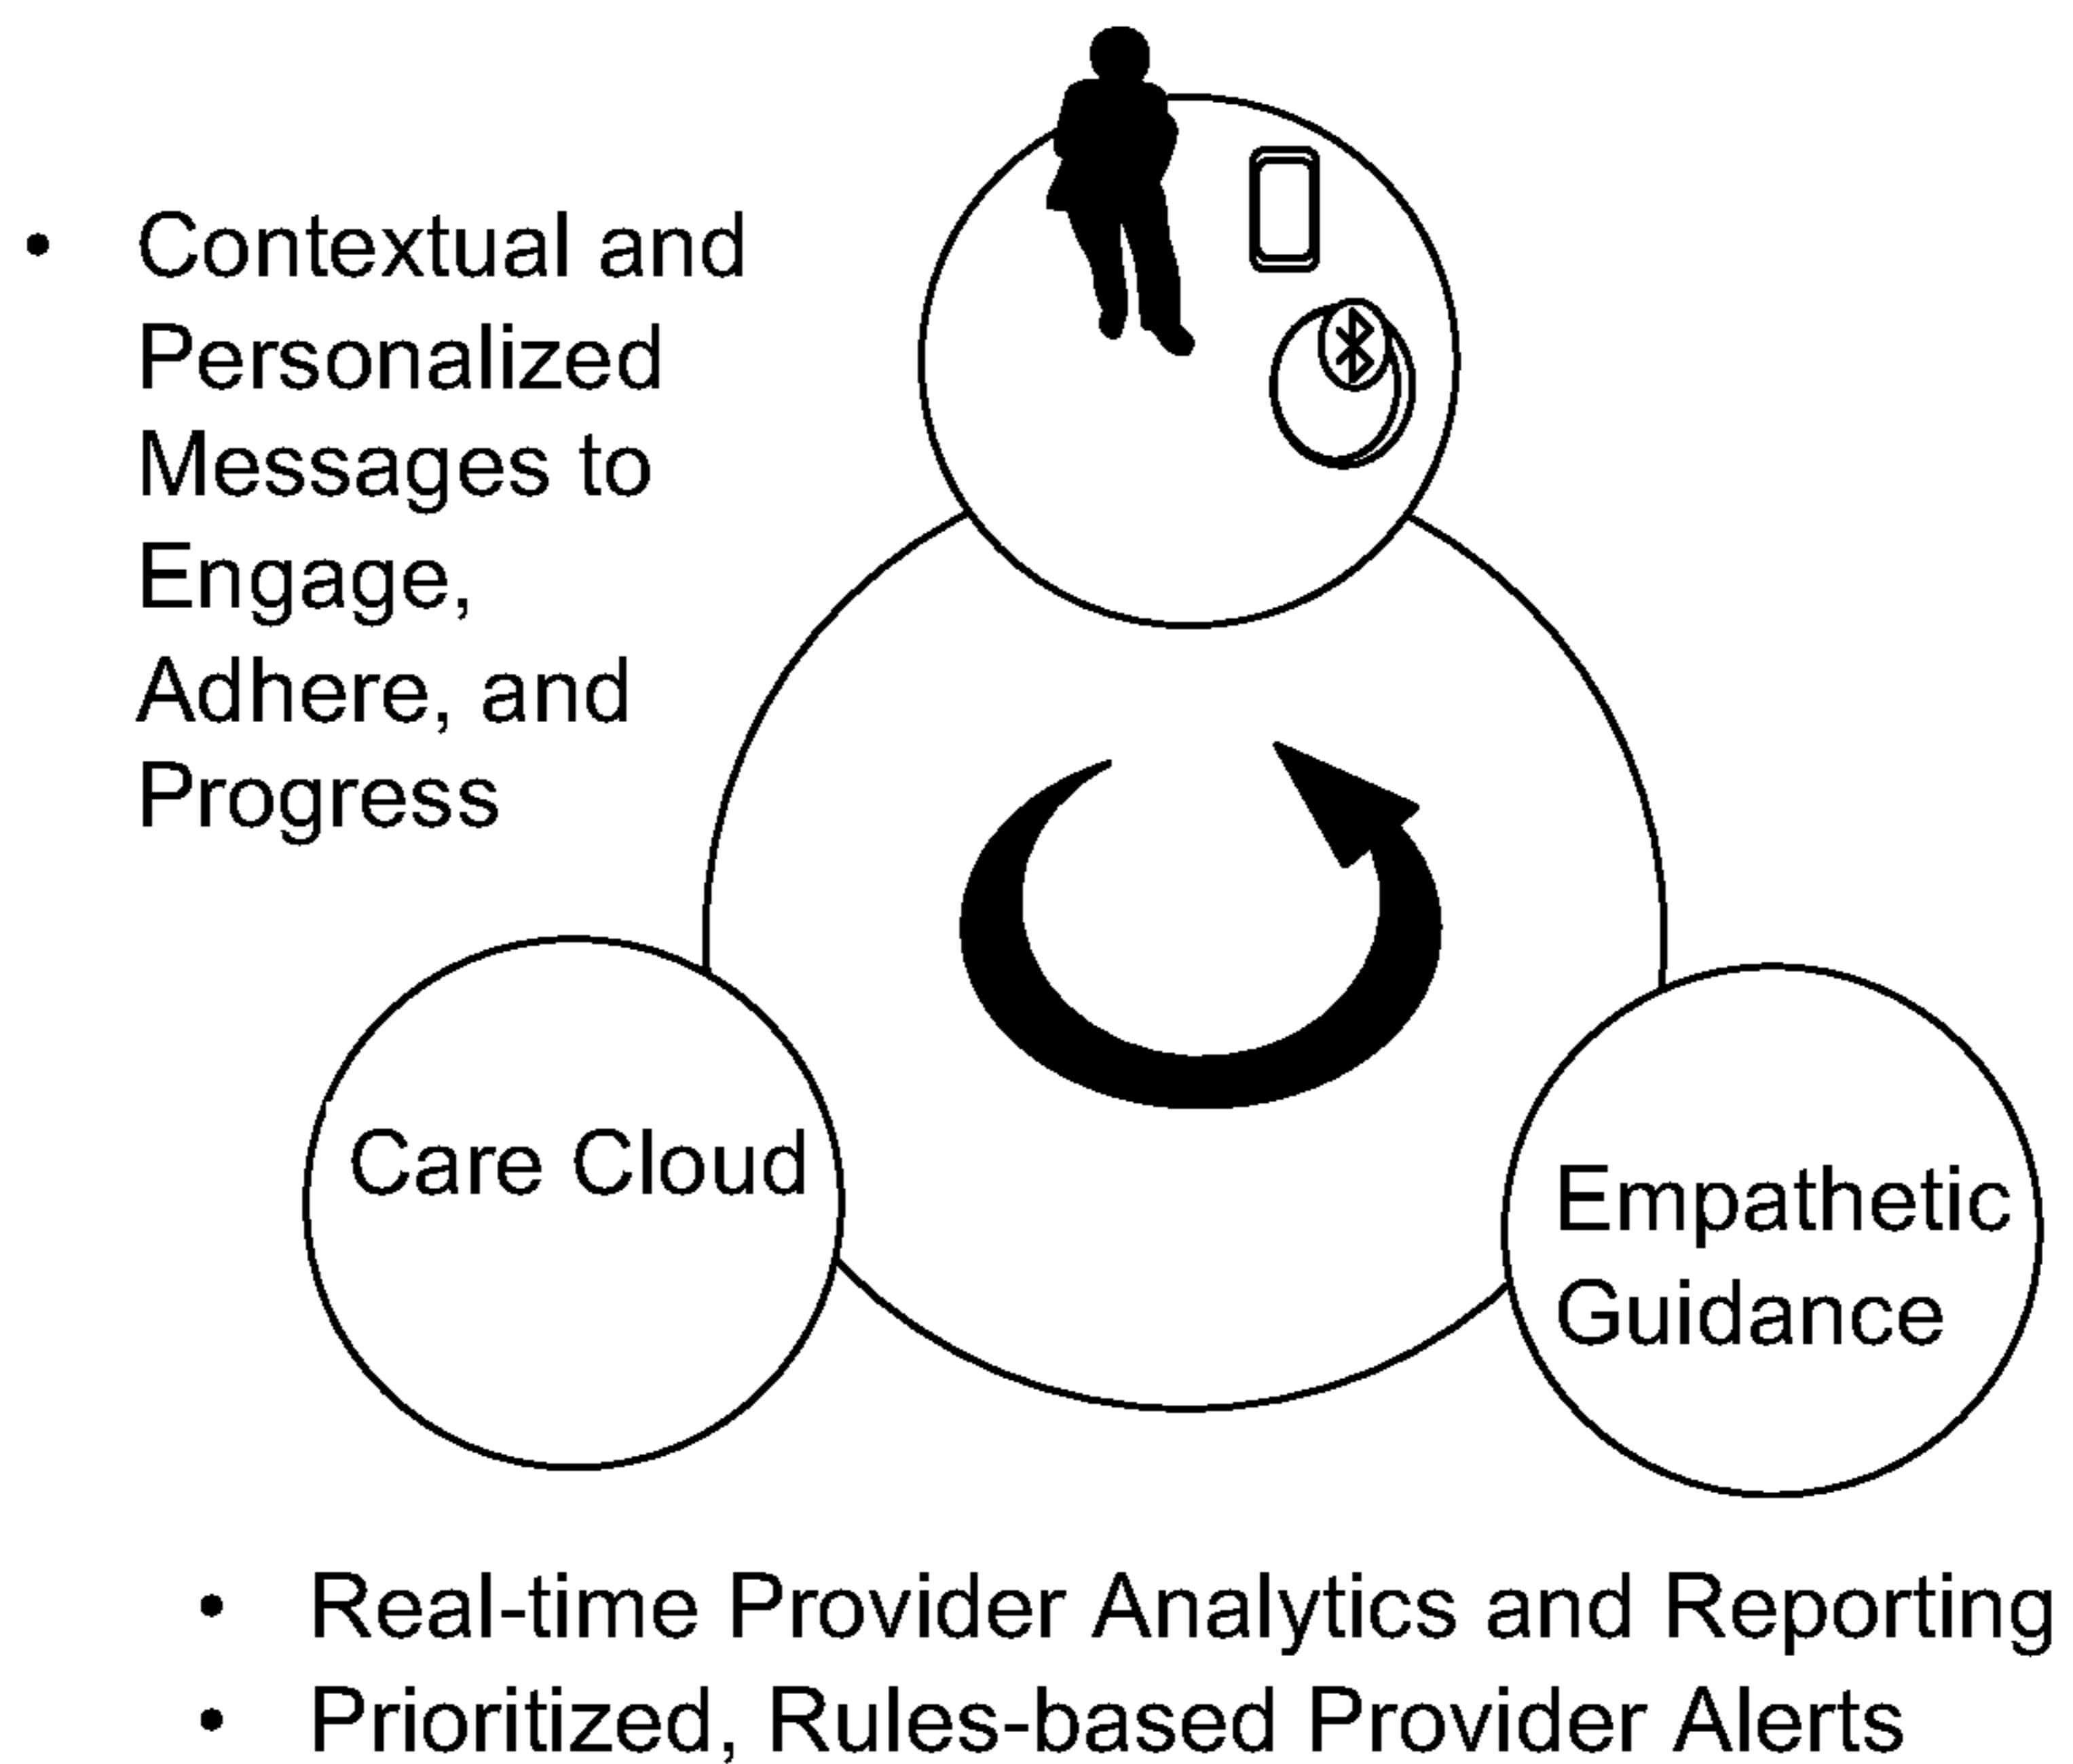 • Contextual and
Personalized
Messages to
Engage,
Adhere, and
Progress
Care Cloud
Empathetic
Guidance
• Real-time Provider Analytics and Reporting
• Prioritized, Rules-based Provider Alerts